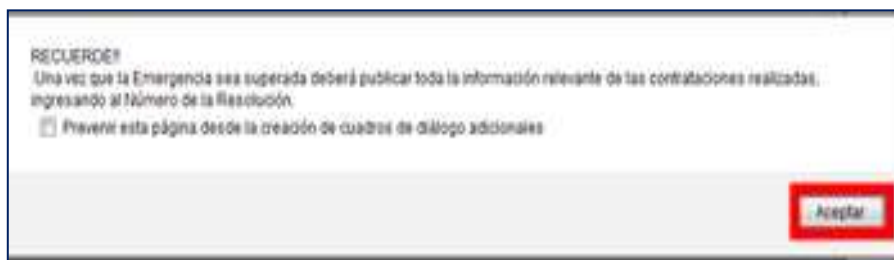 RECUERDE!!
Una vez que la Emergencia sea superada deberá publicar toda la información relevante de las contrataciones realizadas,
ingresando al Número de la Resolución.
Prevenir esta página desde la creación de cuadros de diálogo adicionales
Aceptar